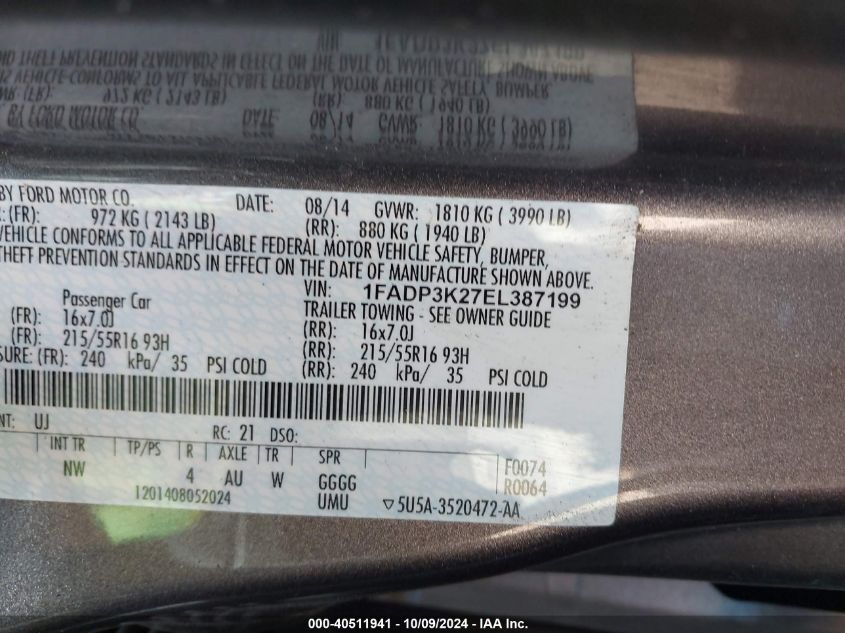 BY FORD MOTOR CO. DATE: 08/14 GVWR: 1810 KG ( 3990 LB)
(FR): 972 KG ( 2143 LB) (RR): 880 KG ( 1940 LB)
VEHICLE CONFORMS TO ALL APPLICABLE FEDERAL MOTOR VEHICLE SAFETY, BUMPER,
THEFT PREVENTION STANDARDS IN EFFECT ON THE DATE OF MANUFACTURE SHOWN ABOVE.
VIN: 1FADP3K27EL387199
Passenger Car TRAILER TOWING - SEE OWNER GUIDE
(FR): 16x7.0J (RR): 16x7.0J
(FR): 215/55R16 93H (RR): 215/55R16 93H
SURE: (FR): 240 kPa/ 35 PSI COLD (RR): 240 kPa/ 35 PSI COLD
NT: UJ RC: 21 DSO:
INT TR TP/PS R AXLE TR SPR F0074
NW 4 AU W GGGG R0064
1201408052024 UMU ▽5U5A-3520472-AA
000-40511941 - 10/09/2024 - IAA Inc.